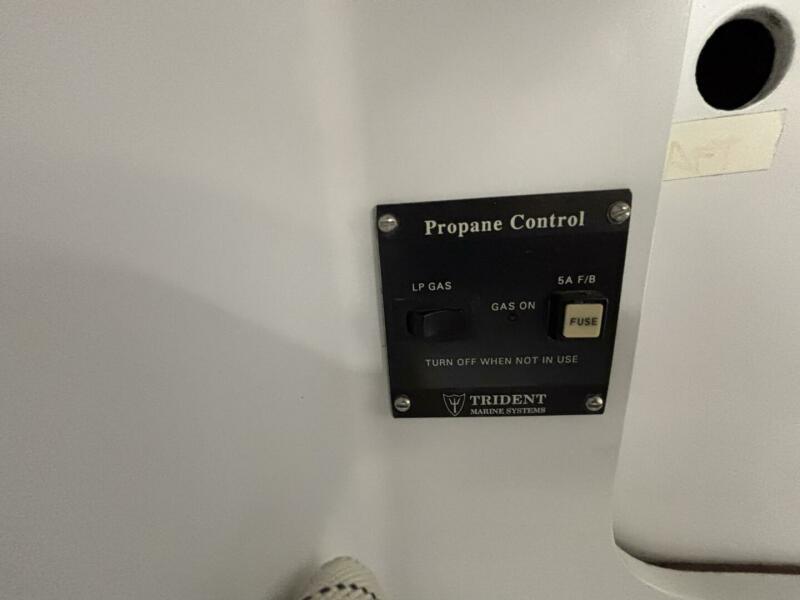 AFT
Propane Control
LP GAS
5A F/B
GAS ON
FUSE
TURN OFF WHEN NOT IN USE
TRIDENT
MARINE SYSTEMS